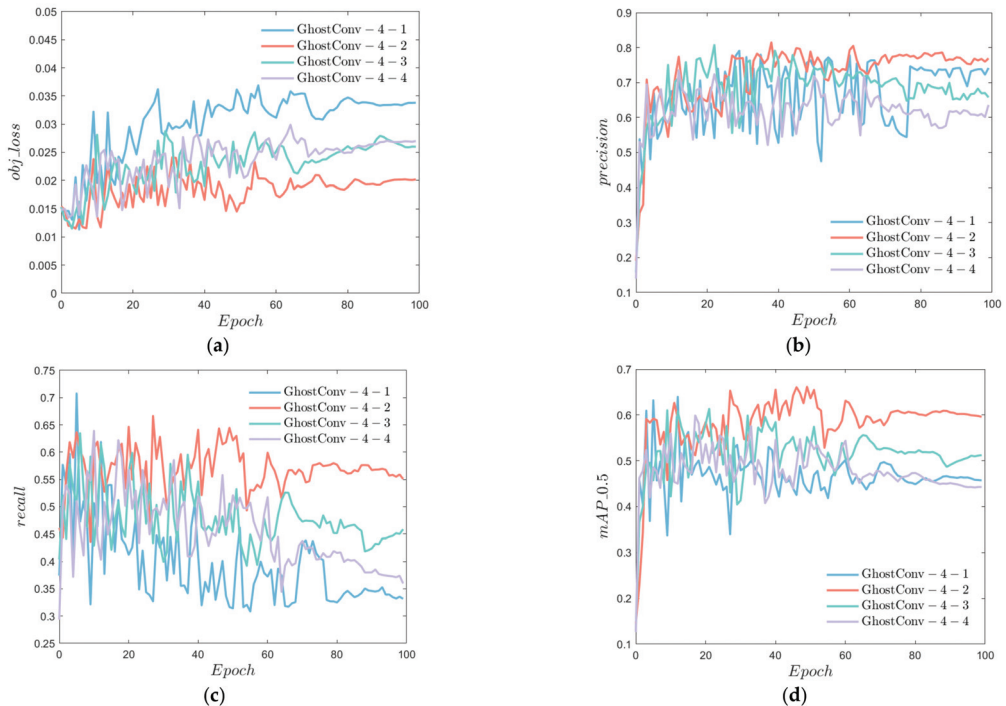 0.05
0.045
0.04
0.035
0.03
0.025
0.02
0.015
0.01
0.005
0
obj loss
GhostConv − 4 − 1
GhostConv − 4 − 2
GhostConv − 4 − 3
GhostConv − 4 − 4
0 20 40 60 80 100
Epoch
(a)
0.9
0.8
0.7
0.6
0.5
0.4
0.3
0.2
0.1
precision
GhostConv − 4 − 1
GhostConv − 4 − 2
GhostConv − 4 − 3
GhostConv − 4 − 4
0 20 40 60 80 100
Epoch
(b)
0.75
0.7
0.65
0.6
0.55
0.5
0.45
0.4
0.35
0.3
0.25
recall
GhostConv − 4 − 1
GhostConv − 4 − 2
GhostConv − 4 − 3
GhostConv − 4 − 4
0 20 40 60 80 100
Epoch
(c)
0.7
0.6
0.5
0.4
0.3
0.2
0.1
mAP_0.5
GhostConv − 4 − 1
GhostConv − 4 − 2
GhostConv − 4 − 3
GhostConv − 4 − 4
0 20 40 60 80 100
Epoch
(d)